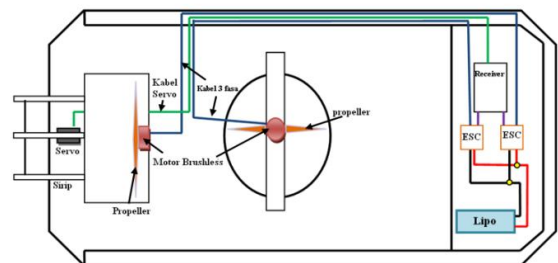 Kabel
Servo
Kabel 3 fasa
Receiver
propeller
ESC
ESC
Servo
Motor Brushless
Sirip
Propeller
Lipo